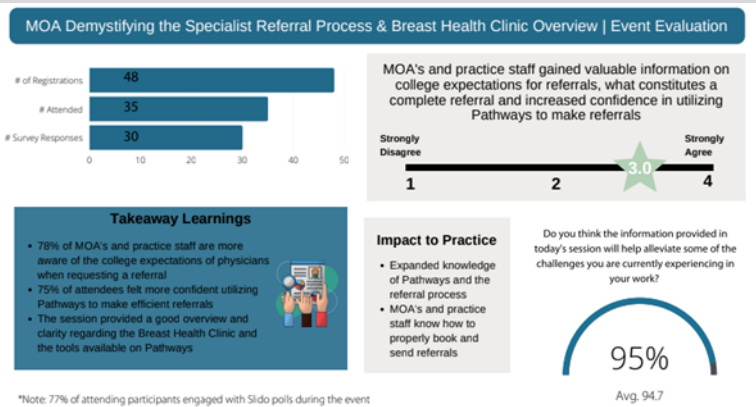 MOA Demystifying the Specialist Referral Process & Breast Health Clinic Overview | Event Evaluation
# of Registrations
48
# Attended
35
# Survey Responses
30
0 10 20 30 40 50
MOA's and practice staff gained valuable information on
college expectations for referrals, what constitutes a
complete referral and increased confidence in utilizing
Pathways to make referrals
Strongly
Disagree
Strongly
Agree
3.0
1 2 4
Takeaway Learnings
• 78% of MOA's and practice staff are more
aware of the college expectations of physicians
when requesting a referral
• 75% of attendees felt more confident utilizing
Pathways to make efficient referrals
• The session provided a good overview and
clarity regarding the Breast Health Clinic and
the tools available on Pathways
Impact to Practice
• Expanded knowledge
of Pathways and the
referral process
• MOA's and practice
staff know how to
properly book and
send referrals
Do you think the information provided in
today's session will help alleviate some of the
challenges you are currently experiencing in
your work?
95%
Avg. 94.7
*Note: 77% of attending participants engaged with Slido polls during the event